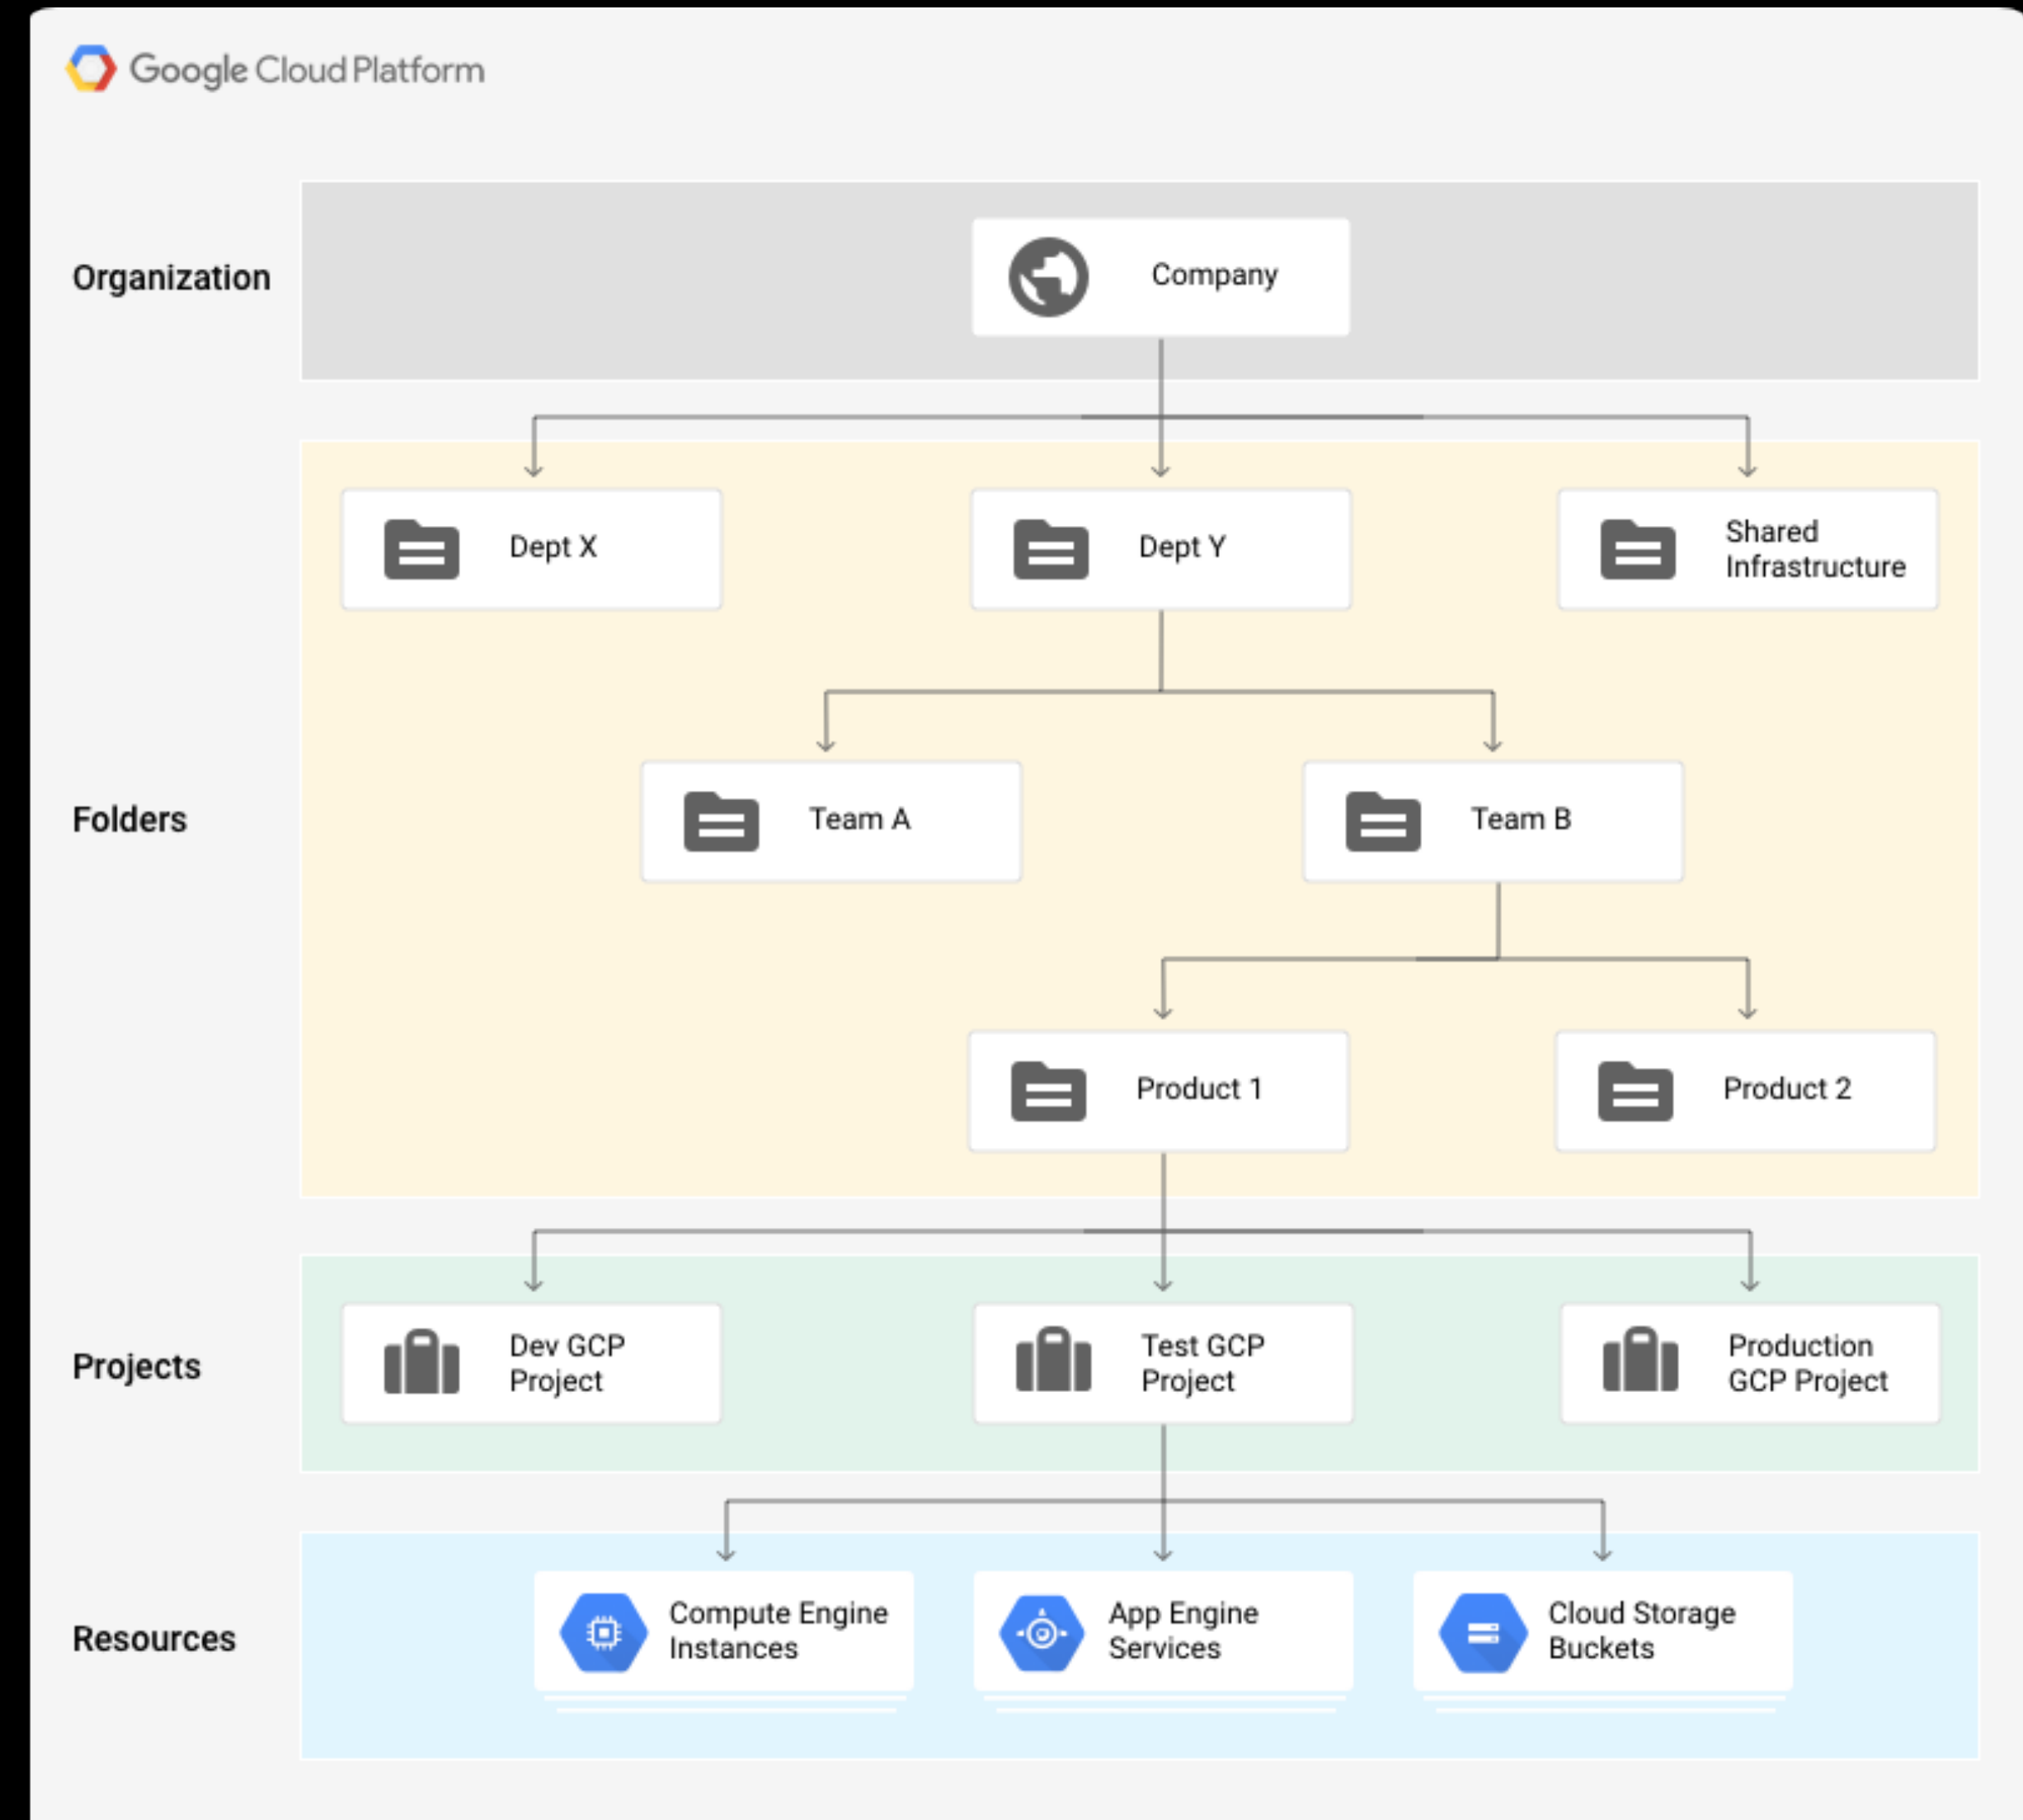 Google Cloud Platform
Organization
Company
Dept X
Dept Y
Shared
Infrastructure
Folders
Team A
Team B
Product 1
Product 2
Projects
Dev GCP
Project
Test GCP
Project
Production
GCP Project
Resources
Compute Engine
Instances
App Engine
Services
Cloud Storage
Buckets